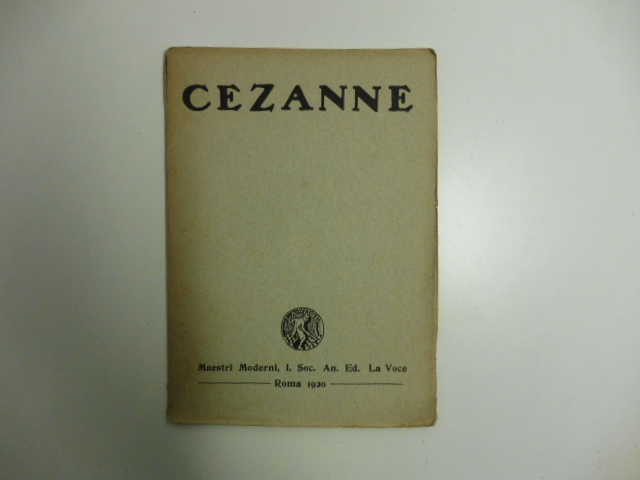 CEZANNE
Maestri Moderni, I. Soc. An. Ed. La Voce
Roma 1920